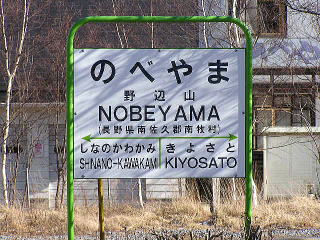 のべやま
野辺山
NOBEYAMA
(長野県南佐久郡南牧村)
しなのかわかみ きよさと
SHINANO-KAWAKAMI KIYOSATO